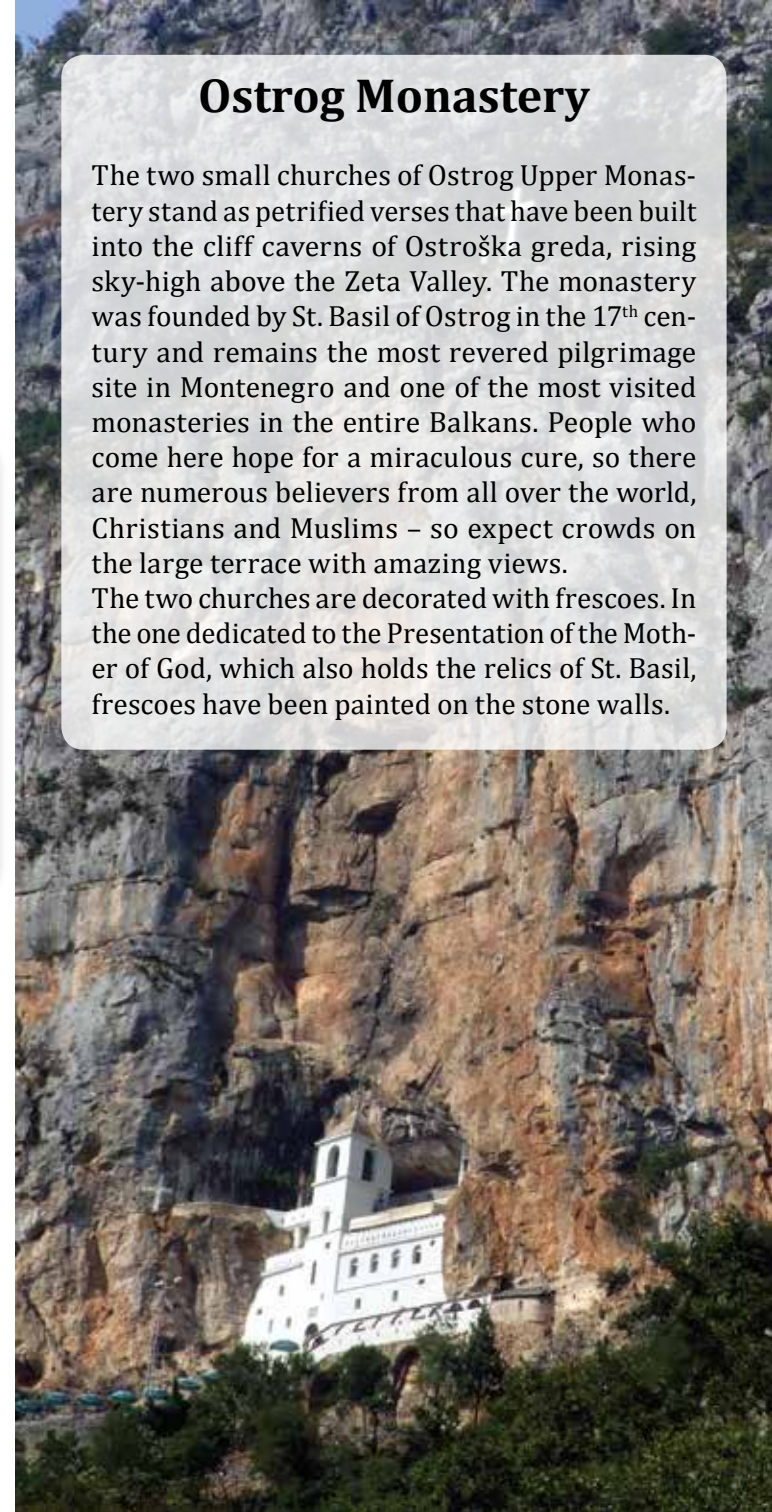 Ostrog Monastery
The two small churches of Ostrog Upper Monas-
tery stand as petrified verses that have been built
into the cliff caverns of Ostroška greda, rising
sky-high above the Zeta Valley. The monastery
was founded by St. Basil of Ostrog in the 17th cen-
tury and remains the most revered pilgrimage
site in Montenegro and one of the most visited
monasteries in the entire Balkans. People who
come here hope for a miraculous cure, so there
are numerous believers from all over the world,
Christians and Muslims – so expect crowds on
the large terrace with amazing views.
The two churches are decorated with frescoes. In
the one dedicated to the Presentation of the Moth-
er of God, which also holds the relics of St. Basil,
frescoes have been painted on the stone walls.